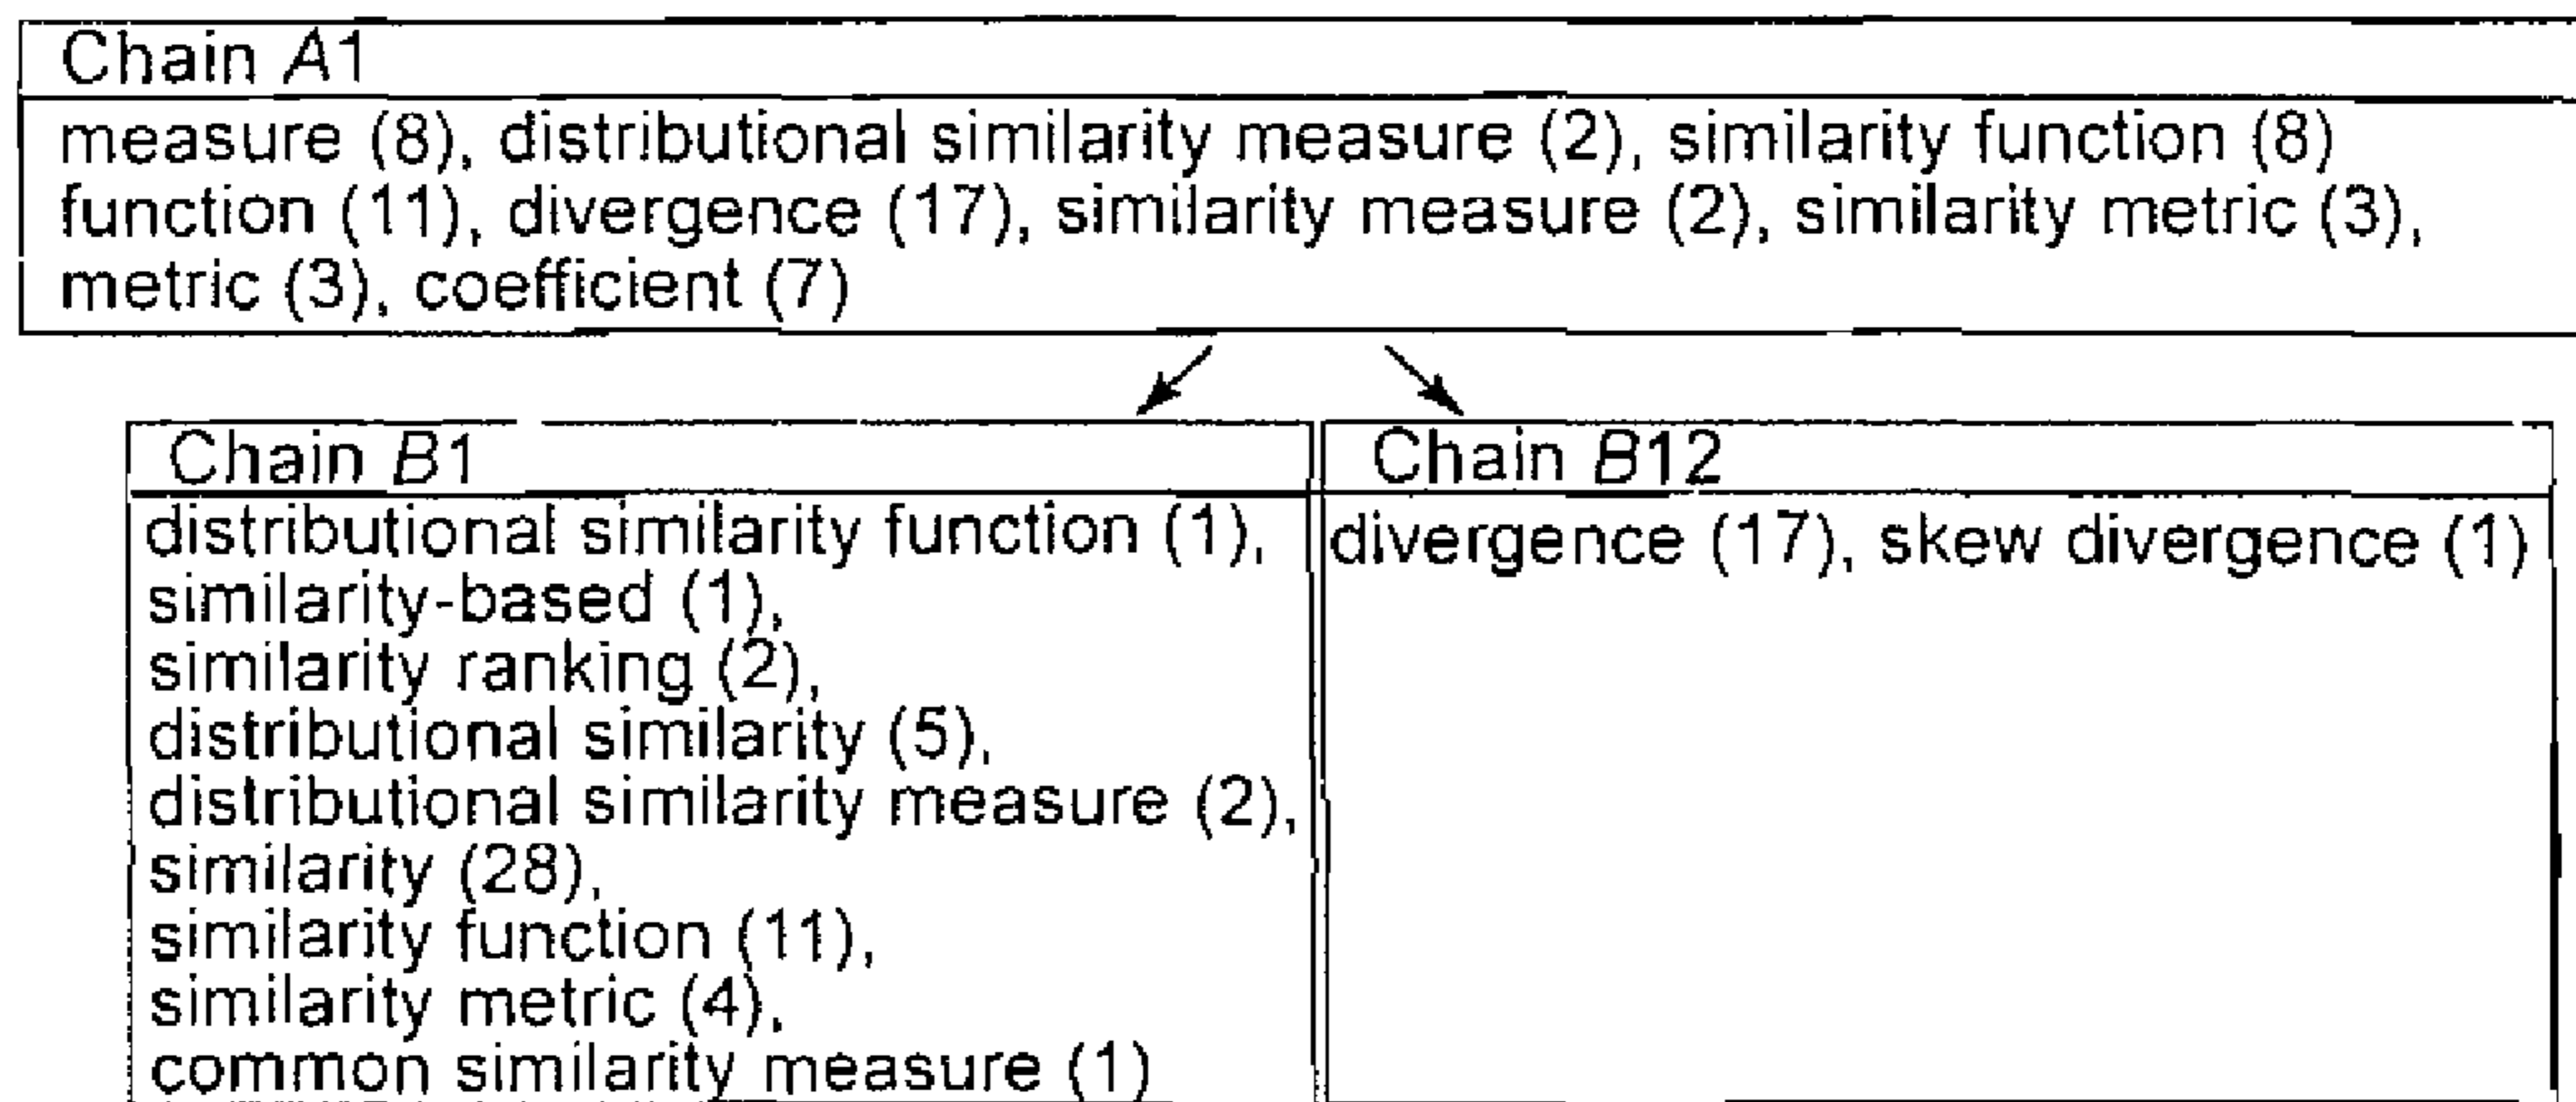 Chain A1
measure (8), distributional similarity measure (2), similarity function (8)
function (11), divergence (17), similarity measure (2), similarity metric (3),
metric (3), coefficient (7)
Chain B1
distributional similarity function (1),
similarity-based (1),
similarity ranking (2),
distributional similarity (5),
distributional similarity measure (2),
similarity (28),
similarity function (11),
similarity metric (4),
common similarity measure (1)
Chain B12
divergence (17), skew divergence (1)